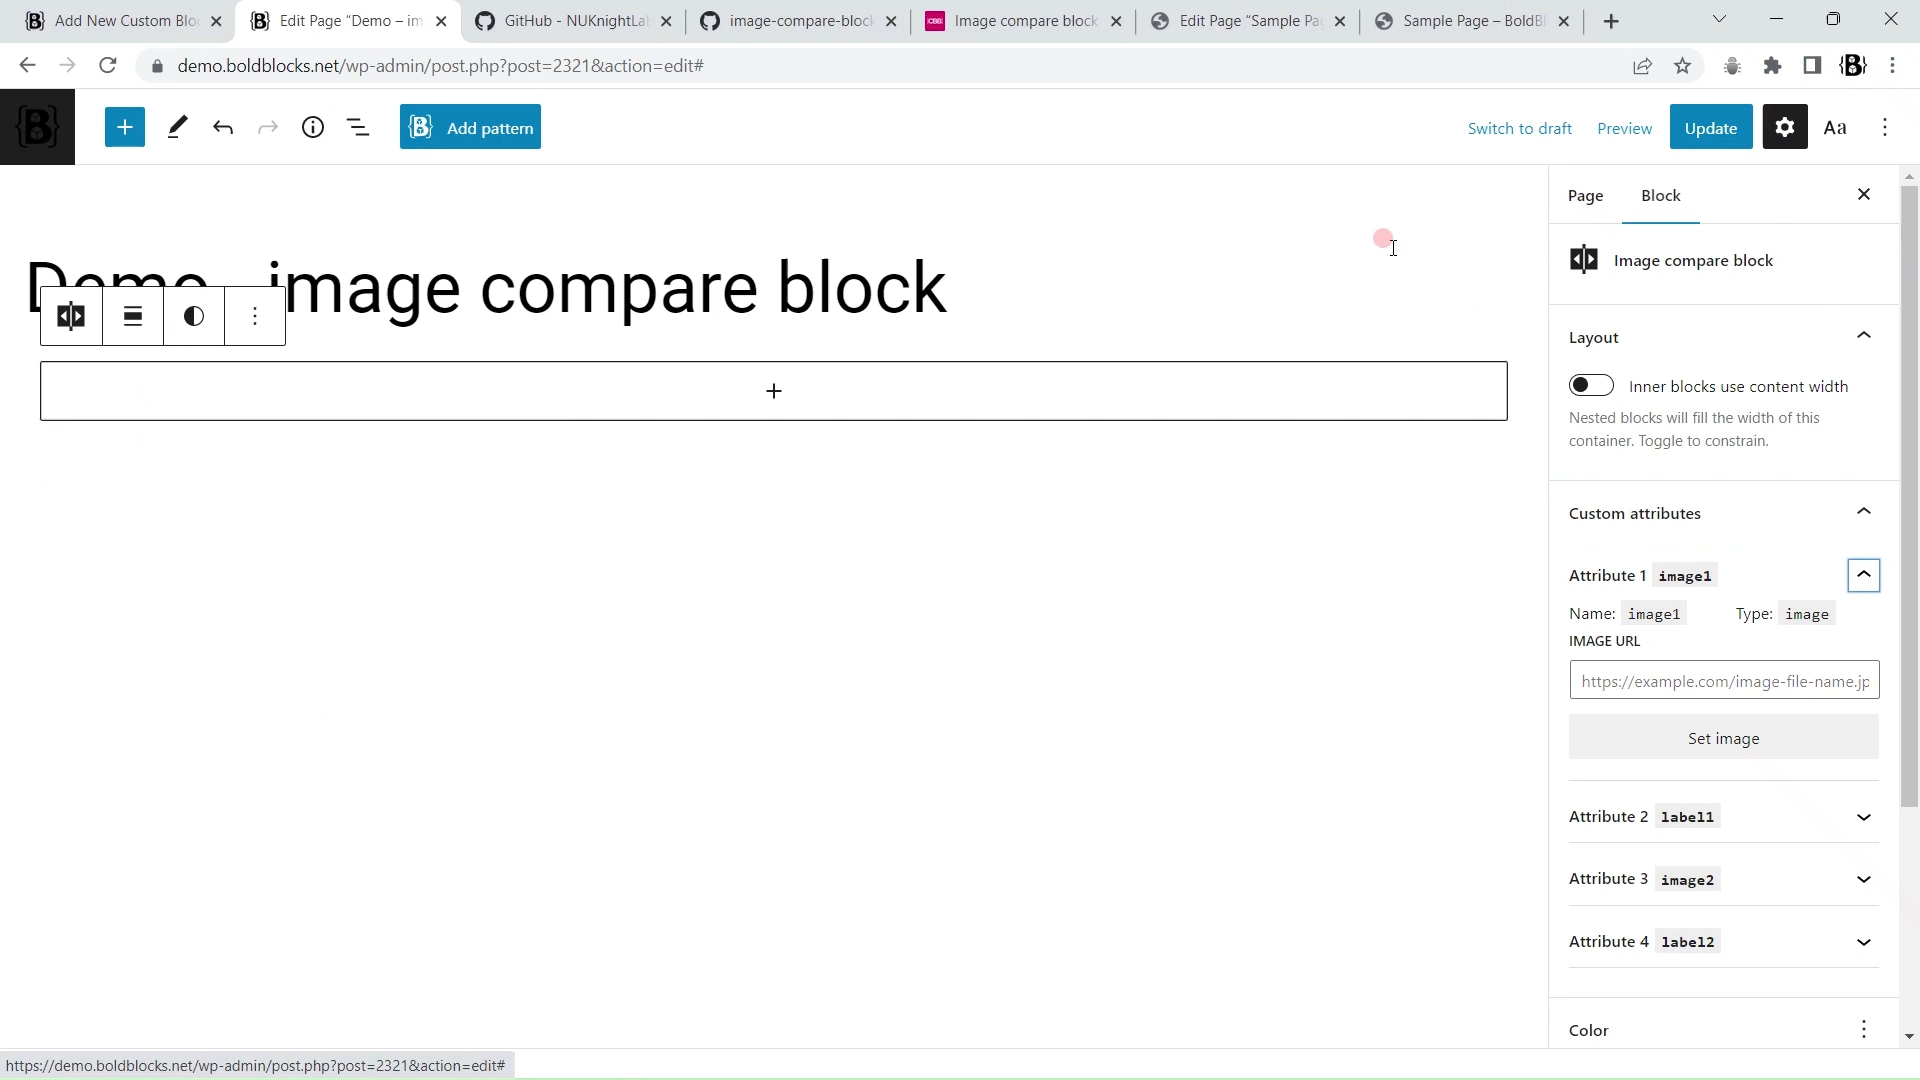 Add New Custom Blo
Edit Page "Demo – im
GitHub - NUKnightLa
image-compare-block
Image compare block
Edit Page "Sample Pa
Sample Page – BoldBl
demo.boldblocks.net/wp-admin/post.php?post=2321&action=edit#
Add pattern
Switch to draft
Preview
Update
Aa
Page
Block
Image compare block
Demo – image compare block
Layout
Inner blocks use content width
Nested blocks will fill the width of this
container. Toggle to constrain.
Custom attributes
Attribute 1 image1
Name: image1 Type: image
IMAGE URL
https://example.com/image-file-name.jp
Set image
Attribute 2 label1
Attribute 3 image2
Attribute 4 label2
Color
https://demo.boldblocks.net/wp-admin/post.php?post=2321&action=edit#